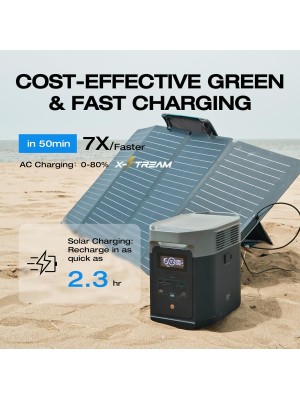 COST-EFFECTIVE GREEN
& FAST CHARGING
in 50min 7X/Faster
AC Charging: 0-80% X-STREAM
Solar Charging:
Recharge in as
quick as
2.3 hr